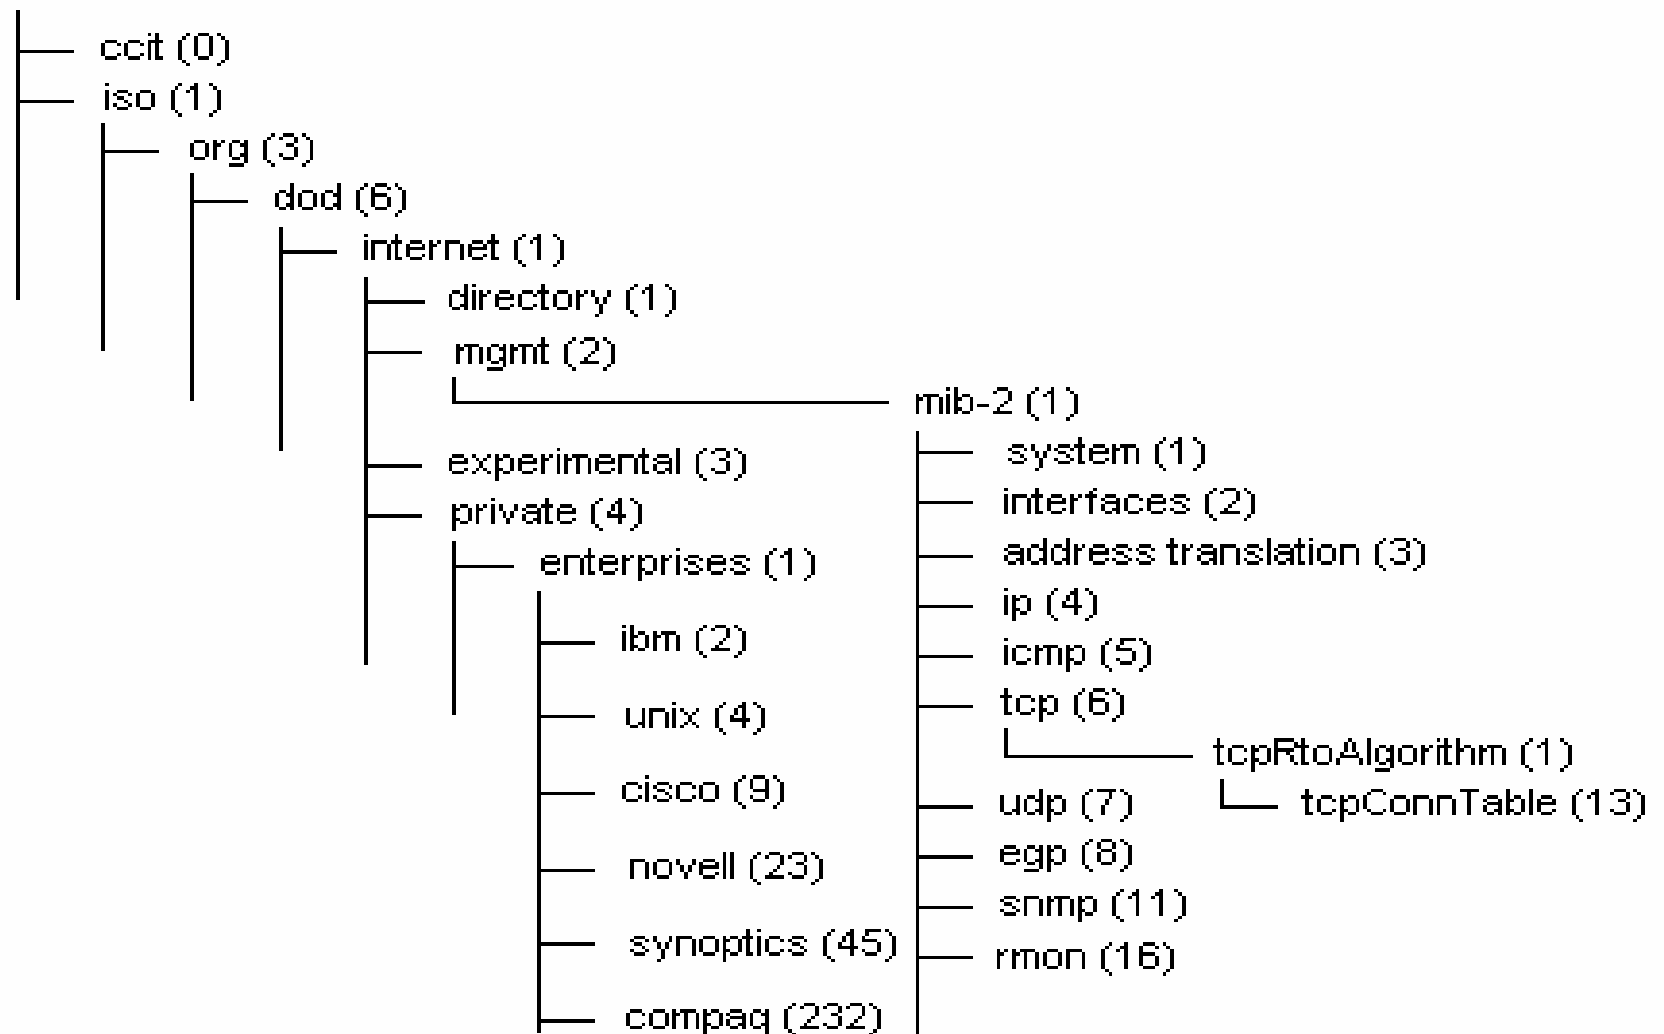 ccit (0)
iso (1)
org (3)
dod (6)
internet (1)
directory (1)
mgmt (2)
mib-2 (1)
system (1)
interfaces (2)
address translation (3)
ip (4)
icmp (5)
tcp (6)
tcpRtoAlgorithm (1)
tcpConnTable (13)
udp (7)
egp (8)
snmp (11)
rmon (16)
experimental (3)
private (4)
enterprises (1)
ibm (2)
unix (4)
cisco (9)
novell (23)
synoptics (45)
compaq (232)